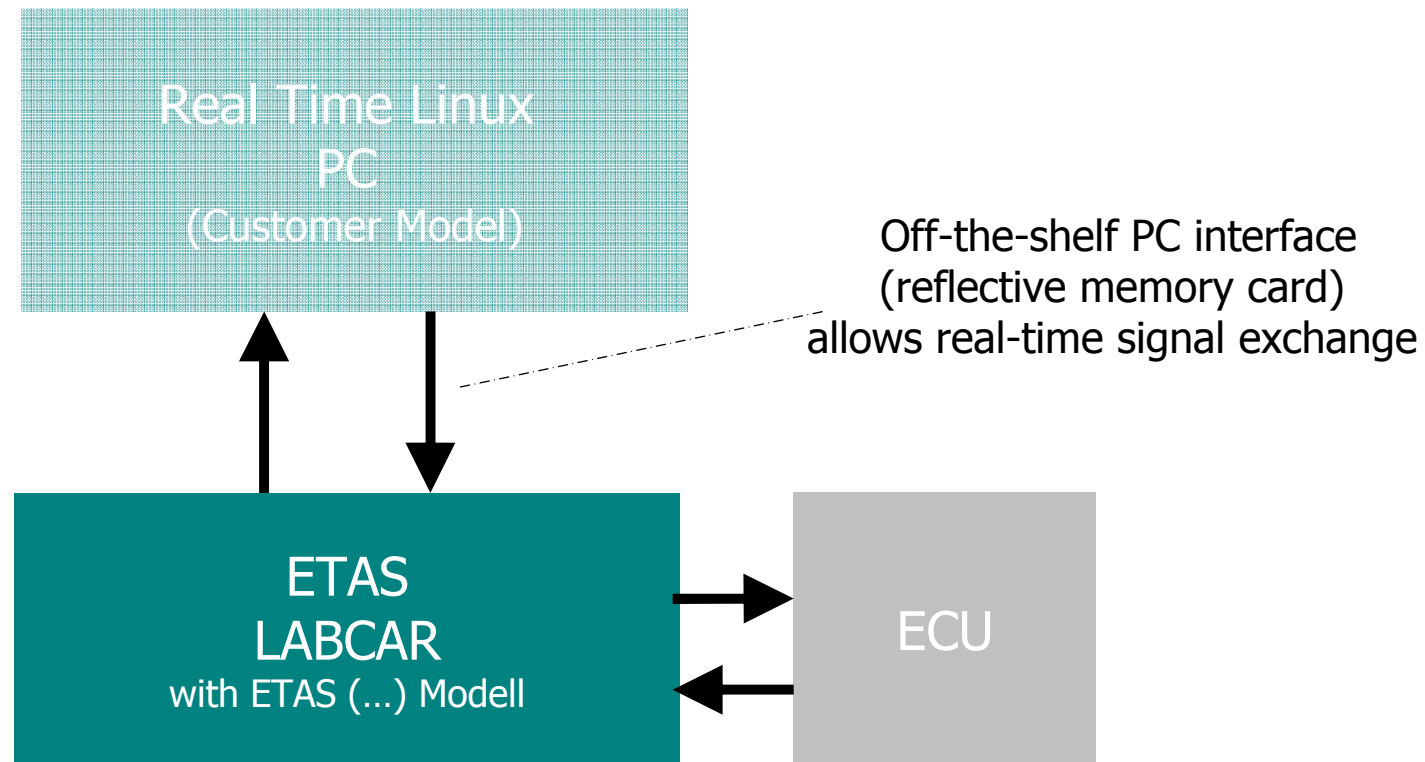 Real Time Linux
PC
(Customer Model)
Off-the-shelf PC interface
(reflective memory card)
allows real-time signal exchange
ETAS
LABCAR
with ETAS (...) Modell
ECU